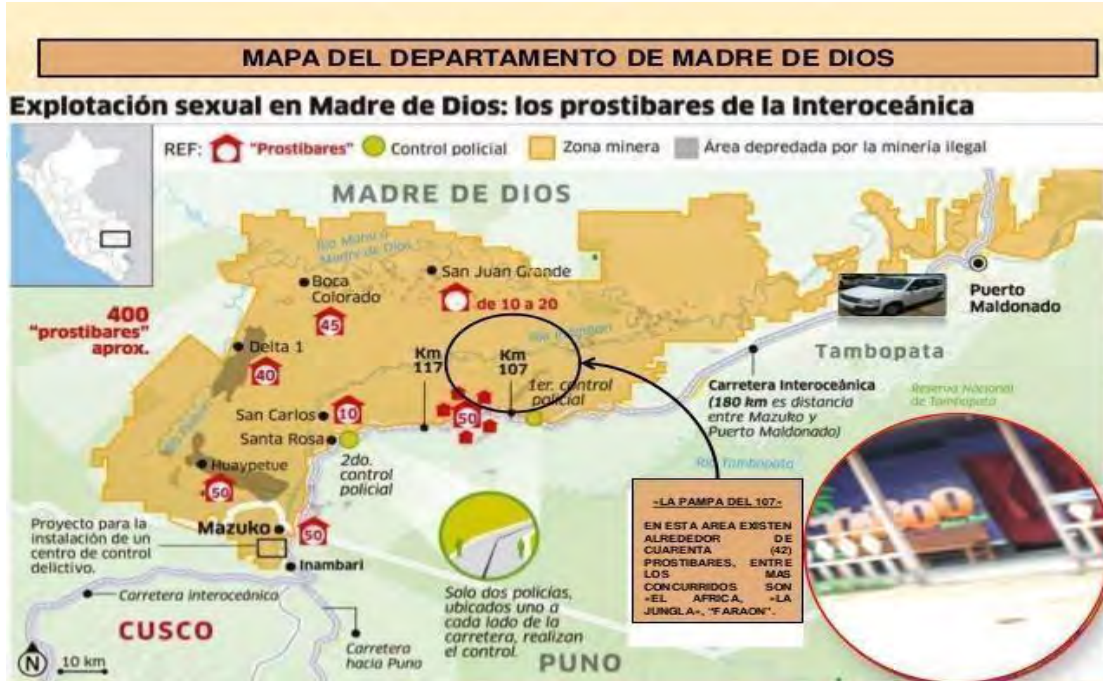 MAPA DEL DEPARTAMENTO DE MADRE DE DIOS
Explotación sexual en Madre de Dios: los prostibares de la Interoceánica
REF: "Prostibares" Control policial Zona minera Área depredada por la minería ilegal
MADRE DE DIOS
Río Manu o
Madre de Dios
Boca
Colorado
San Juan Grande
de 10 a 20
45
400
"prostibares"
aprox.
Delta 1
40
Km
117
Km
107
Río
1er. control
policial
50
San Carlos
10
Santa Rosa
2do.
control
policial
Río
Huaypetue
50
Mazuko
50
Inambari
Proyecto para la
instalación de un
centro de control
delictivo.
Carretera interoceánica
CUSCO
Carretera
hacia Puno
N
10 km
Solo dos policías,
ubicados uno a
cada lado de la
carretera, realizan
el control.
PUNO
Puerto
Maldonado
Tambopata
Carretera Interoceánica
(180 km es distancia
entre Mazuko y
Puerto Maldonado)
Reserva Nacional
de Tambopata
Río Tambopata
«LA PAMPA DEL 107»
EN ESTA AREA EXISTEN
ALREDEDOR DE
CUARENTA (42)
PROSTIBARES, ENTRE
LOS MAS
CONCURRIDOS SON
«EL AFRICA, «LA
JUNGLA», "FARAON".